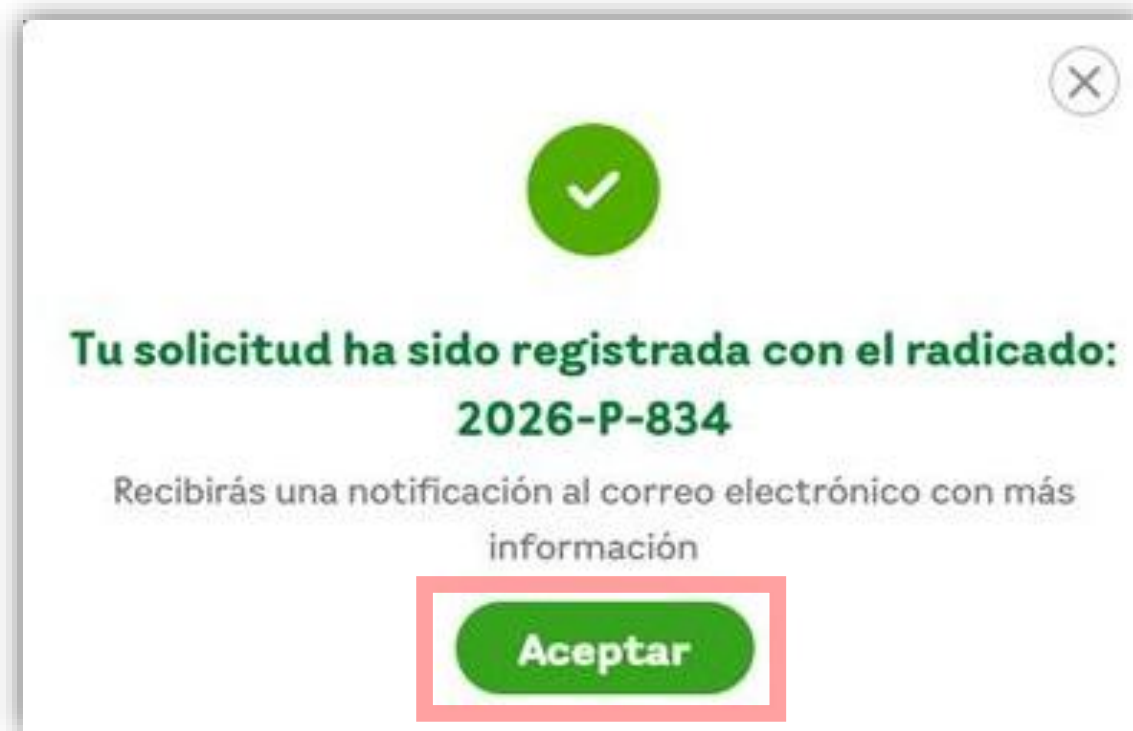 Tu solicitud ha sido registrada con el radicado:
2026-P-834
Recibirás una notificación al correo electrónico con más
información
Aceptar